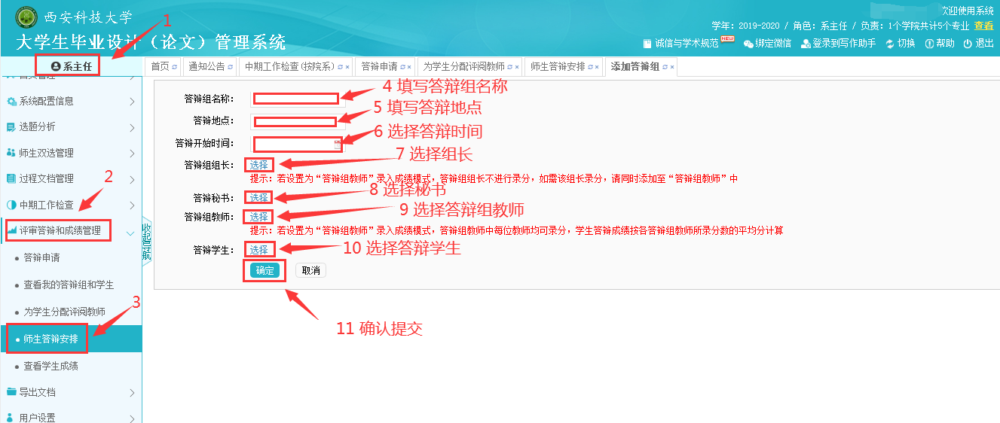 西安科技大学
大学生毕业设计（论文）管理系统
欢迎使用系统
学年：2019-2020 / 角色：系主任 / 负责：1个学院共计5个专业 查看
诚信与学术规范 NEW 绑定微信 登录到写作助手 切换 帮助 退出
1
系主任
首页 通知公告 中期工作检查(按院系) 答辩申请 为学生分配评阅教师 师生答辩安排 添加答辩组
系统配置信息
选题分析
师生双选管理
过程文档管理
2
中期工作检查
评审答辩和成绩管理
答辩申请
查看我的答辩组和学生
为学生分配评阅教师
3
师生答辩安排
查看学生成绩
导出文档
用户设置
收起导航
答辩组名称：
4 填写答辩组名称
答辩地点：
5 填写答辩地点
答辩开始时间：
6 选择答辩时间
答辩组组长： 选择
7 选择组长
提示：若设置为“答辩组教师”录入成绩模式，答辩组组长不进行录分，如需该组长录分，请同时添加至“答辩组教师”中
答辩秘书： 选择
8 选择秘书
答辩组教师： 选择
9 选择答辩组教师
提示：若设置为“答辩组教师”录入成绩模式，答辩组教师中每位教师均可录分，学生答辩成绩按各答辩组教师所录分数的平均分计算
答辩学生： 选择
10 选择答辩学生
确定 取消
11 确认提交